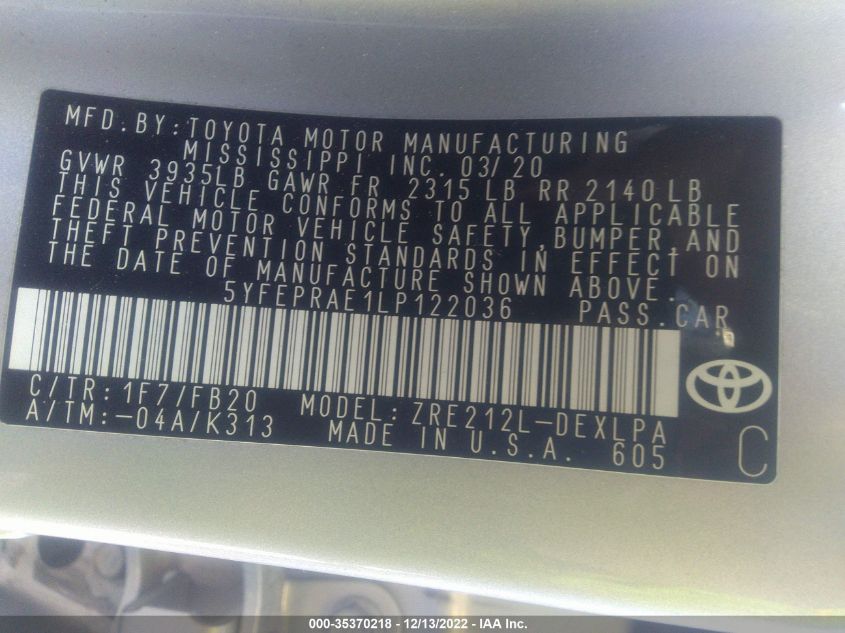 MFD.BY:TOYOTA MOTOR MANUFACTURING
MISSISSIPPI INC. 03/20
GVWR 3935LB GAWR FR 2315 LB RR 2140 LB
THIS VEHICLE CONFORMS TO ALL APPLICABLE
FEDERAL MOTOR VEHICLE SAFETY,BUMPER,AND
THEFT PREVENTION STANDARDS IN EFFECT ON
THE DATE OF MANUFACTURE SHOWN ABOVE.
5YFEPRAE1LP122036 PASS.CAR
C/TR:1F7/FB20 MODEL:ZRE212L-DEXLPA
A/TM:-04A/K313 MADE IN U.S.A. 605
C
000-35370218 - 12/13/2022 - ©IAA Inc.